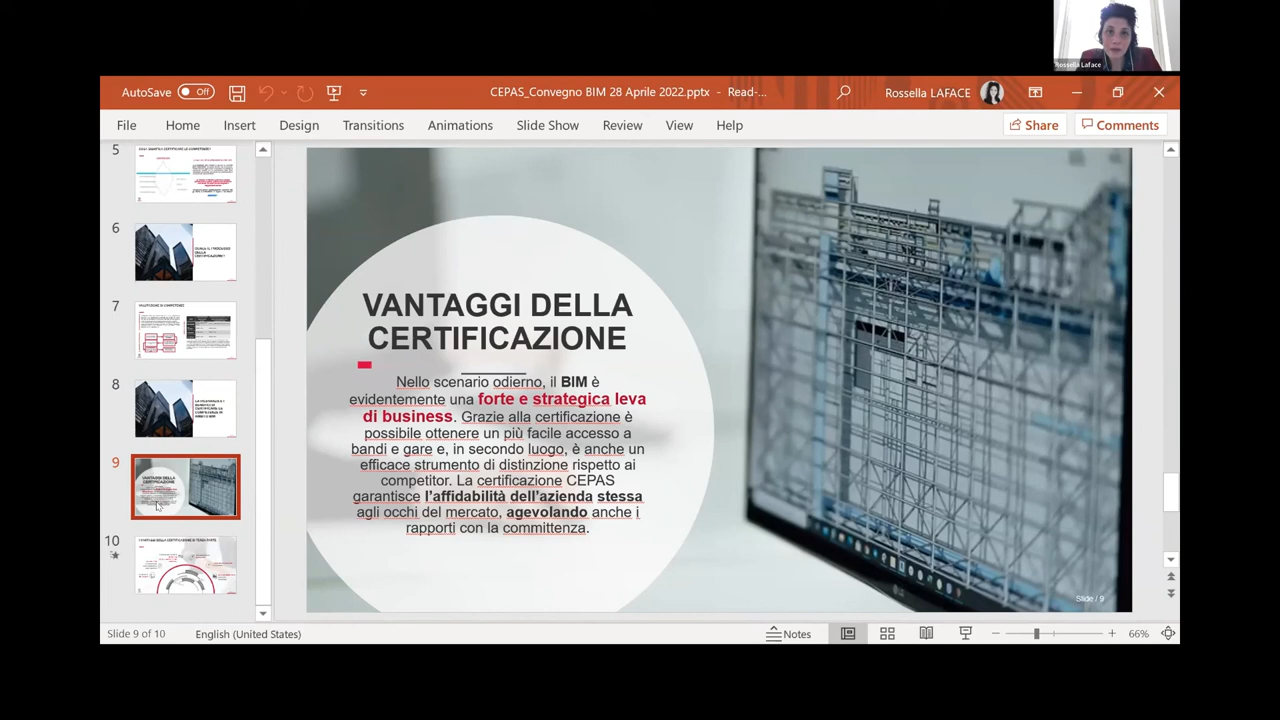 Rossella Laface
AutoSave Off
CEPAS_Convegno BIM 28 Aprile 2022.pptx - Read-...
Rossella LAFACE
File Home Insert Design Transitions Animations Slide Show Review View Help
Share Comments
5
6
7
8
9
10
VANTAGGI DELLA
CERTIFICAZIONE
Nello scenario odierno, il BIM è
evidentemente una forte e strategica leva
di business. Grazie alla certificazione è
possibile ottenere un più facile accesso a
bandi e gare e, in secondo luogo, è anche un
efficace strumento di distinzione rispetto ai
competitor. La certificazione CEPAS
garantisce l'affidabilità dell'azienda stessa
agli occhi del mercato, agevolando anche i
rapporti con la committenza.
Slide / 9
Slide 9 of 10 English (United States)
Notes
66%